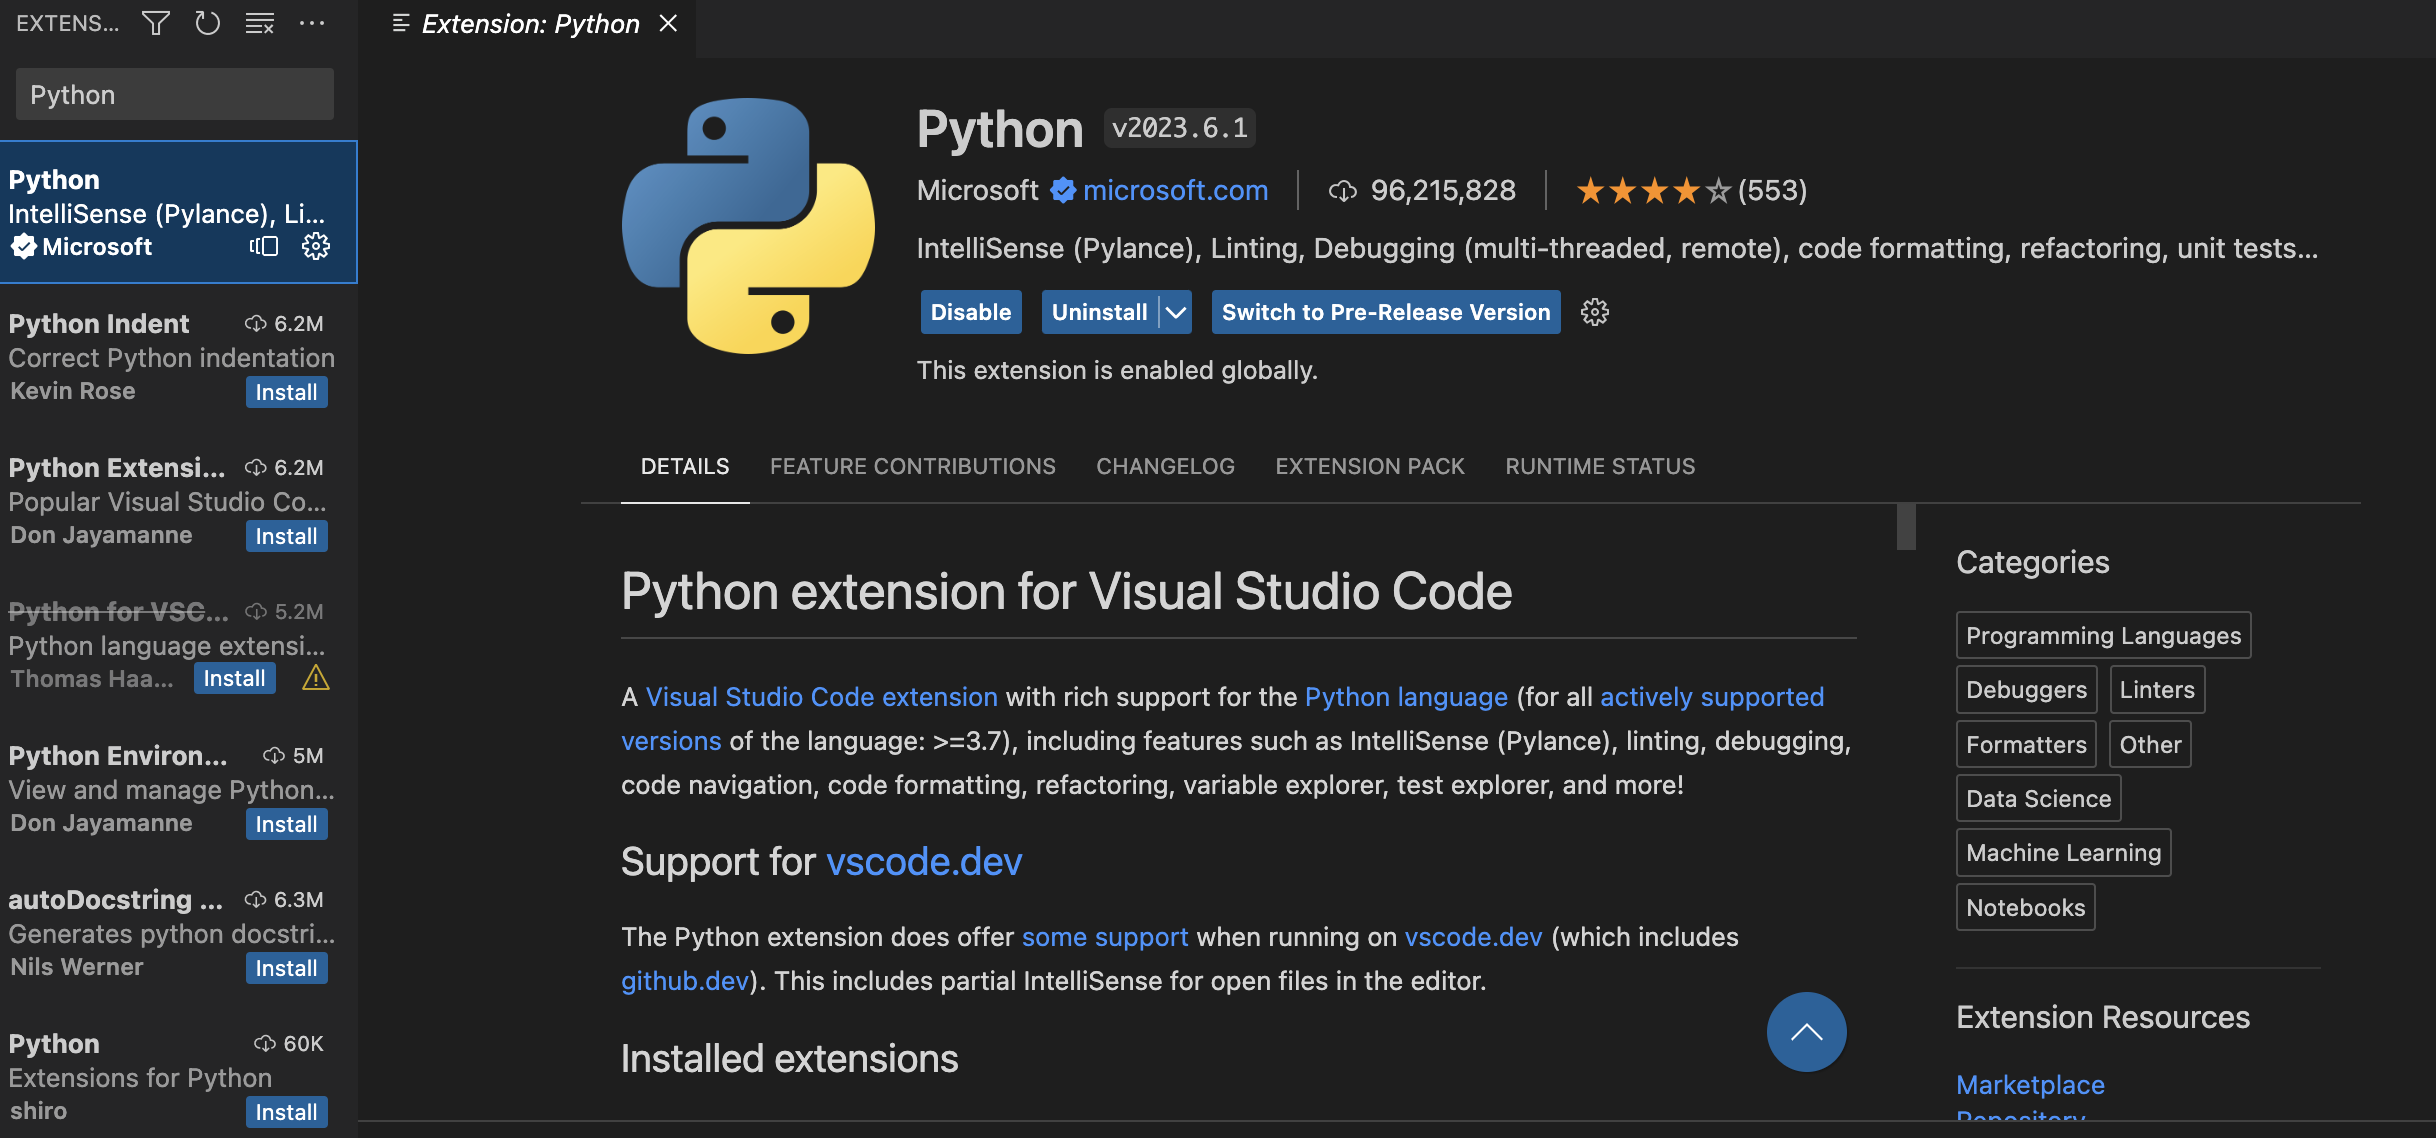 EXTENS...
Python
Python
IntelliSense (Pylance), Li...
Microsoft
Python Indent 6.2M
Correct Python indentation
Kevin Rose Install
Python Extensi... 6.2M
Popular Visual Studio Co...
Don Jayamanne Install
Python for VSC... 5.2M
Python language extensi...
Thomas Haa... Install
Python Environ... 5M
View and manage Python...
Don Jayamanne Install
autoDocstring ... 6.3M
Generates python docstri...
Nils Werner Install
Python 60K
Extensions for Python
shiro Install
Extension: Python
Python v2023.6.1
Microsoft microsoft.com 96,215,828 (553)
IntelliSense (Pylance), Linting, Debugging (multi-threaded, remote), code formatting, refactoring, unit tests...
Disable Uninstall Switch to Pre-Release Version
This extension is enabled globally.
DETAILS FEATURE CONTRIBUTIONS CHANGELOG EXTENSION PACK RUNTIME STATUS
Python extension for Visual Studio Code
A Visual Studio Code extension with rich support for the Python language (for all actively supported
versions of the language: >=3.7), including features such as IntelliSense (Pylance), linting, debugging,
code navigation, code formatting, refactoring, variable explorer, test explorer, and more!
Support for vscode.dev
The Python extension does offer some support when running on vscode.dev (which includes
github.dev). This includes partial IntelliSense for open files in the editor.
Installed extensions
Categories
Programming Languages
Debuggers Linters
Formatters Other
Data Science
Machine Learning
Notebooks
Extension Resources
Marketplace
Repository